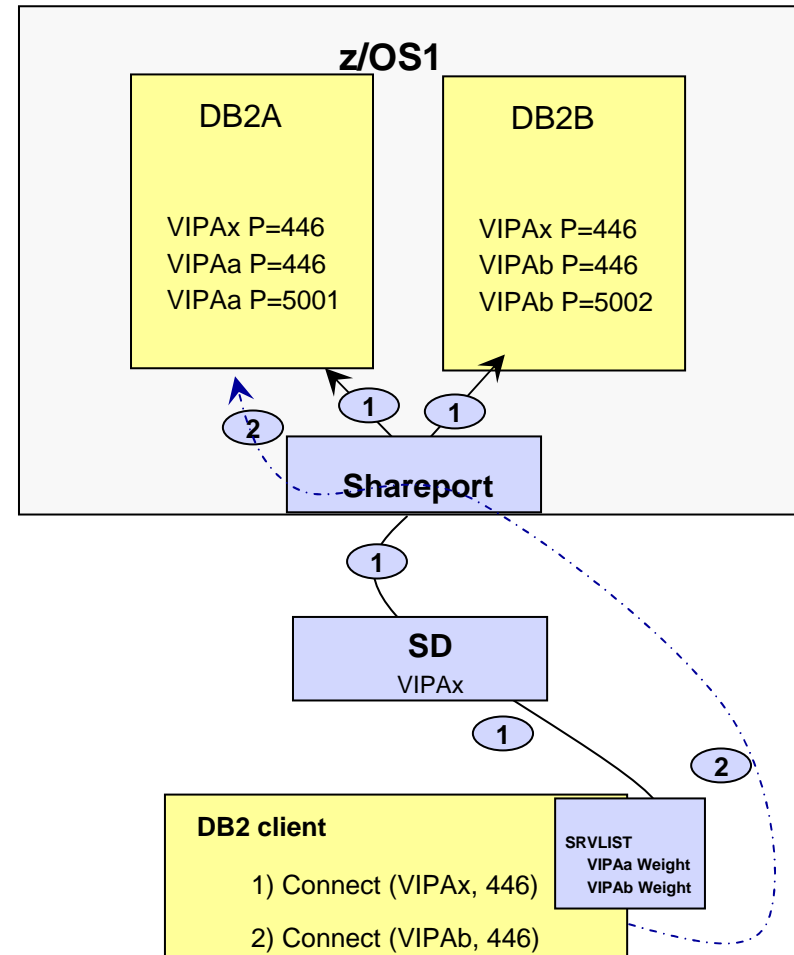 z/OS1
DB2A
VIPAx P=446
VIPAa P=446
VIPAa P=5001
DB2B
VIPAx P=446
VIPAb P=446
VIPAb P=5002
1
1
2
Shareport
1
SD
VIPAx
1
2
DB2 client
1) Connect (VIPAx, 446)
2) Connect (VIPAb, 446)
SRVLIST
VIPAa Weight
VIPAb Weight